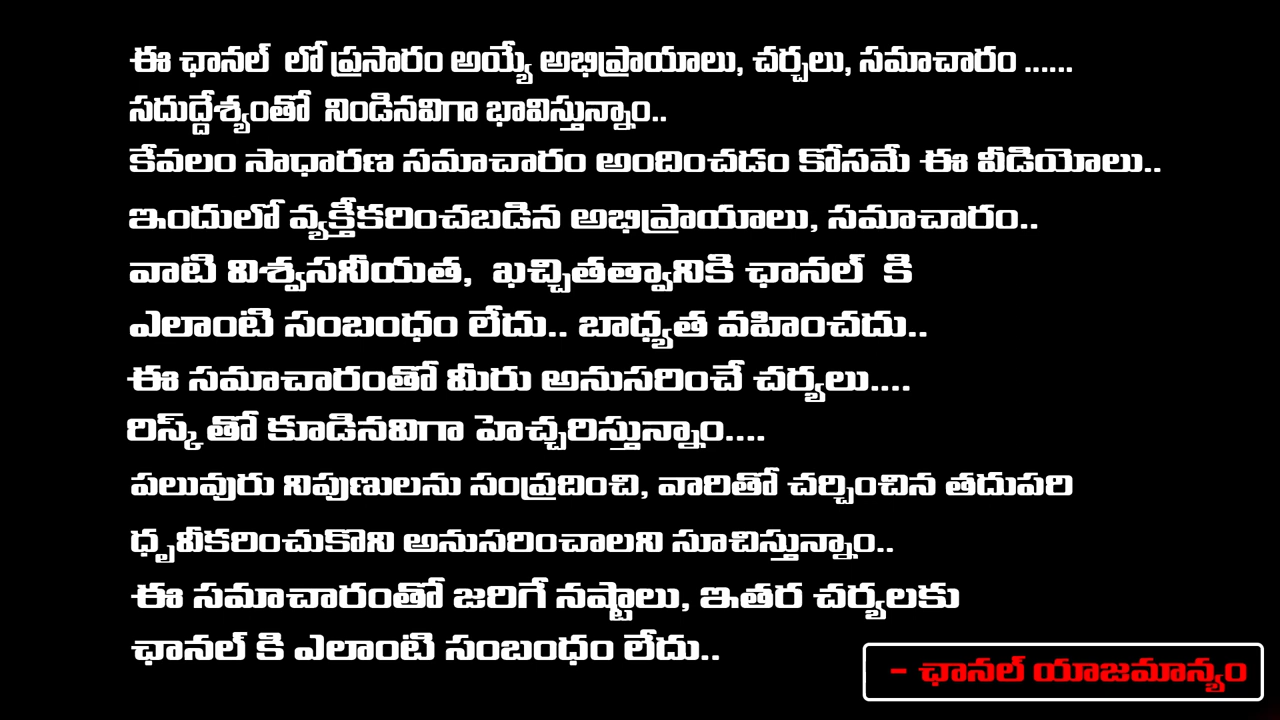 ఈ ఛానల్ లో ప్రసారం అయ్యే అభిప్రాయాలు, చర్చలు, సమాచారం ......
సదుద్దేశ్యంతో నిండినవిగా భావిస్తున్నాం..
కేవలం సాధారణ సమాచారం అందించడం కోసమే ఈ వీడియోలు..
ఇందులో వ్యక్తీకరించబడిన అభిప్రాయాలు, సమాచారం..
వాటి విశ్వసనీయత, ఖచ్చితత్వానికి ఛానల్ కి
ఎలాంటి సంబంధం లేదు.. బాధ్యత వహించదు..
ఈ సమాచారంతో మీరు అనుసరించే చర్యలు....
రిస్క్ తో కూడినవిగా హెచ్చరిస్తున్నాం....
పలువురు నిపుణులను సంప్రదించి, వారితో చర్చించిన తదుపరి
ధృవీకరించుకొని అనుసరించాలని సూచిస్తున్నాం..
ఈ సమాచారంతో జరిగే నష్టాలు, ఇతర చర్యలకు
ఛానల్ కి ఎలాంటి సంబంధం లేదు..
- ఛానల్ యాజమాన్యం